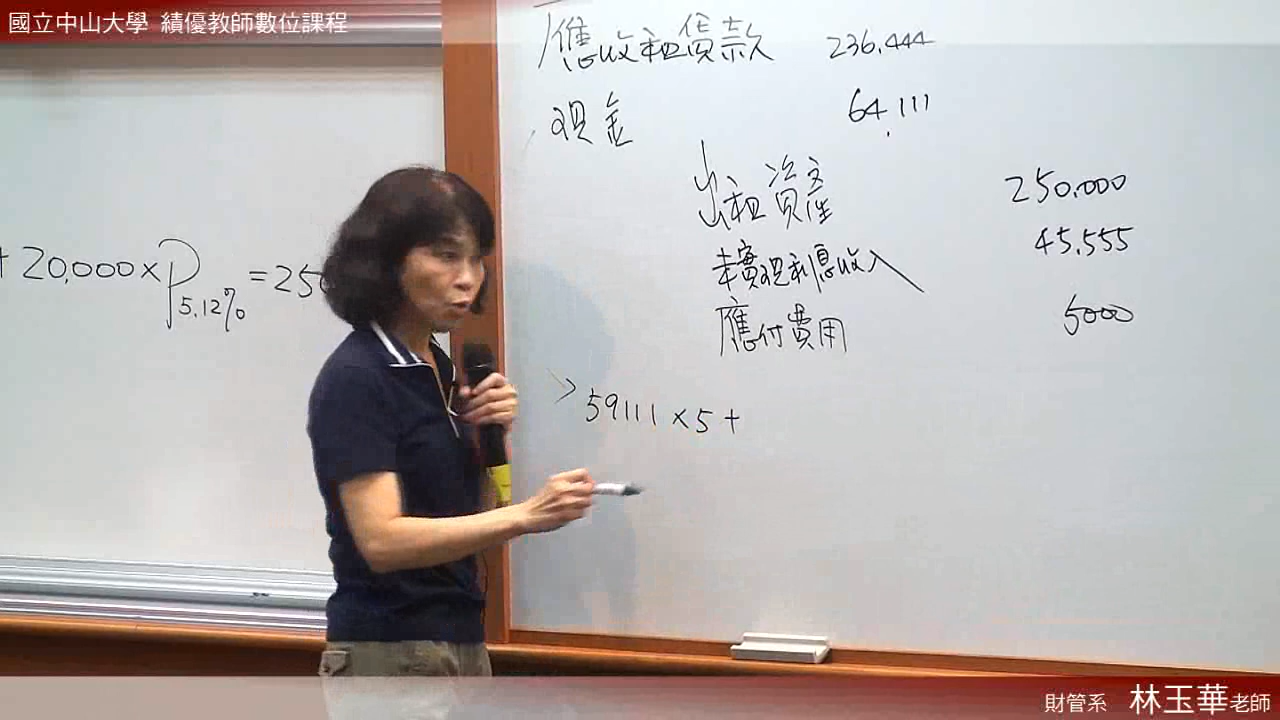 國立中山大學 績優教師數位課程
+ 20,000×P5.12% = 250
應收租賃款 236,444
現金 64,111
出租資產 250,000
未實現利息收入 45,555
應付費用 5000
> 59111 × 5 +
財管系 林玉華老師